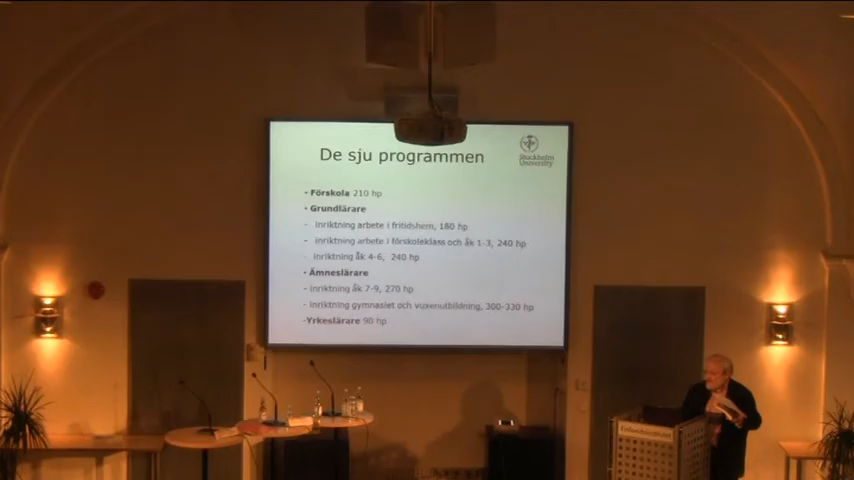 De sju programmen
Stockholm
University
- Förskola 210 hp
- Grundlärare
- inriktning arbete i fritidshem, 180 hp
- inriktning arbete i förskoleklass och åk 1-3, 240 hp
inriktning åk 4-6, 240 hp
- Ämneslärare
- inriktning åk 7-9, 270 hp
- inriktning gymnasiet och vuxenutbildning, 300-330 hp
-Yrkeslärare 90 hp